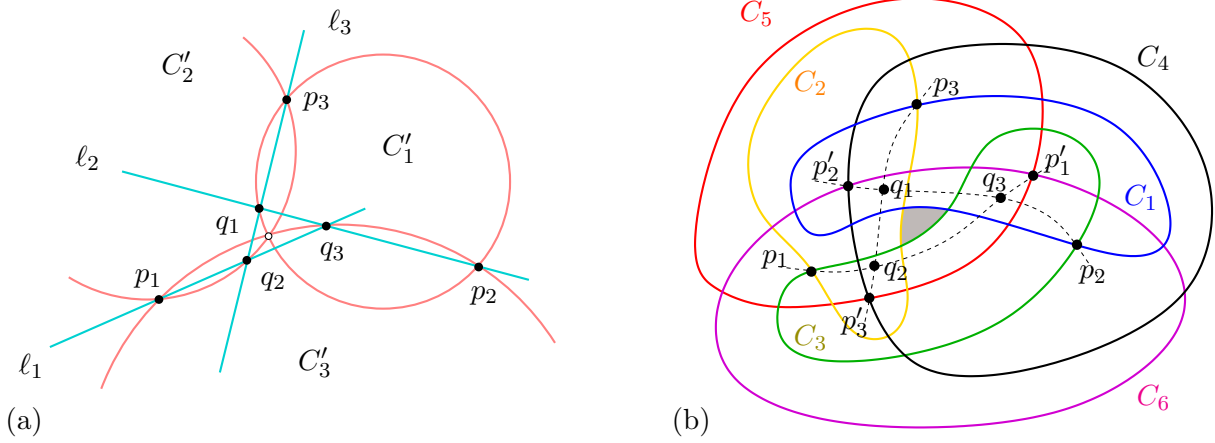 ℓ₃
C′₂
p₃
C′₁
ℓ₂
q₁
q₃
p₁
q₂
p₂
ℓ₁
C′₃
(a)
C₅
C₂
C₄
p₃
p′₂
q₁
q₃
p′₁
C₁
p₁
q₂
p₂
p′₃
C₃
C₆
(b)